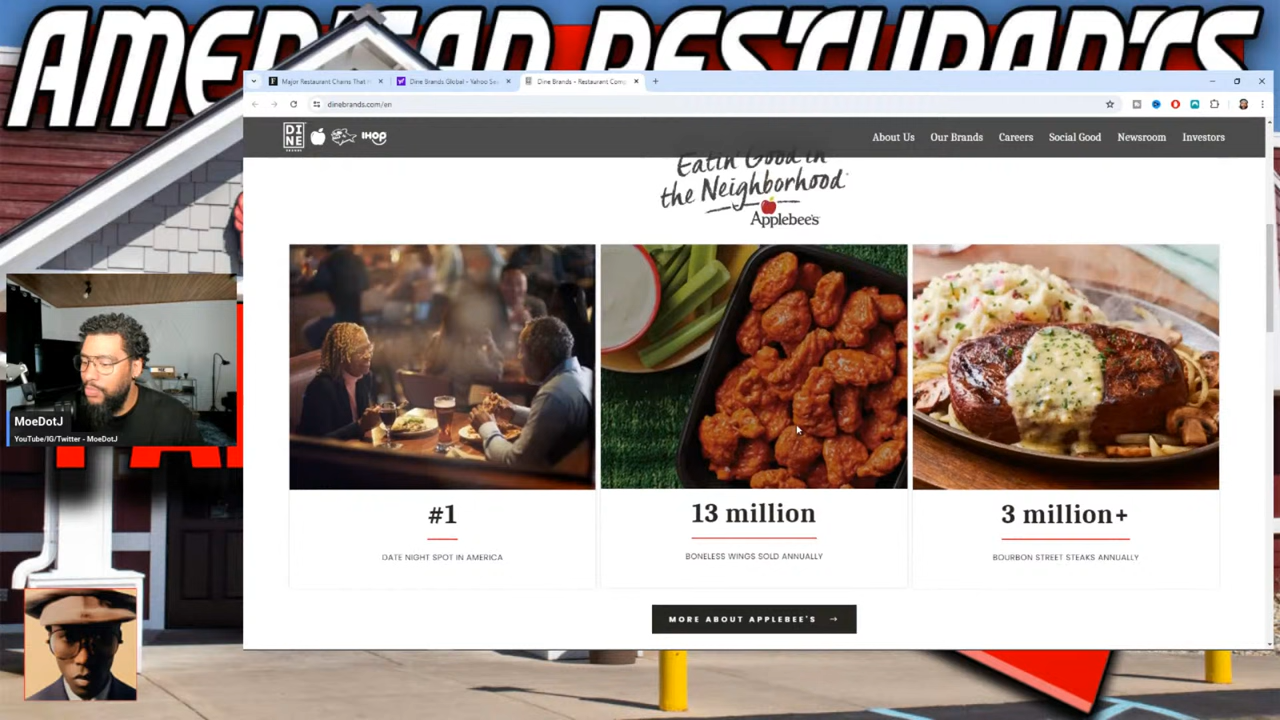 AMERICAN RESTURANTS
Major Restaurant Chains That
Dine Brands Global - Yahoo Se
Dine Brands - Restaurant Comp
dinebrands.com/en
DI
NE
BRANDS
IHOP
About Us
Our Brands
Careers
Social Good
Newsroom
Investors
Eatin' Good in
the Neighborhood
Applebee's
#1
DATE NIGHT SPOT IN AMERICA
13 million
BONELESS WINGS SOLD ANNUALLY
3 million+
BOURBON STREET STEAKS ANNUALLY
MORE ABOUT APPLEBEE'S →
MoeDotJ
YouTube/IG/Twitter - MoeDotJ